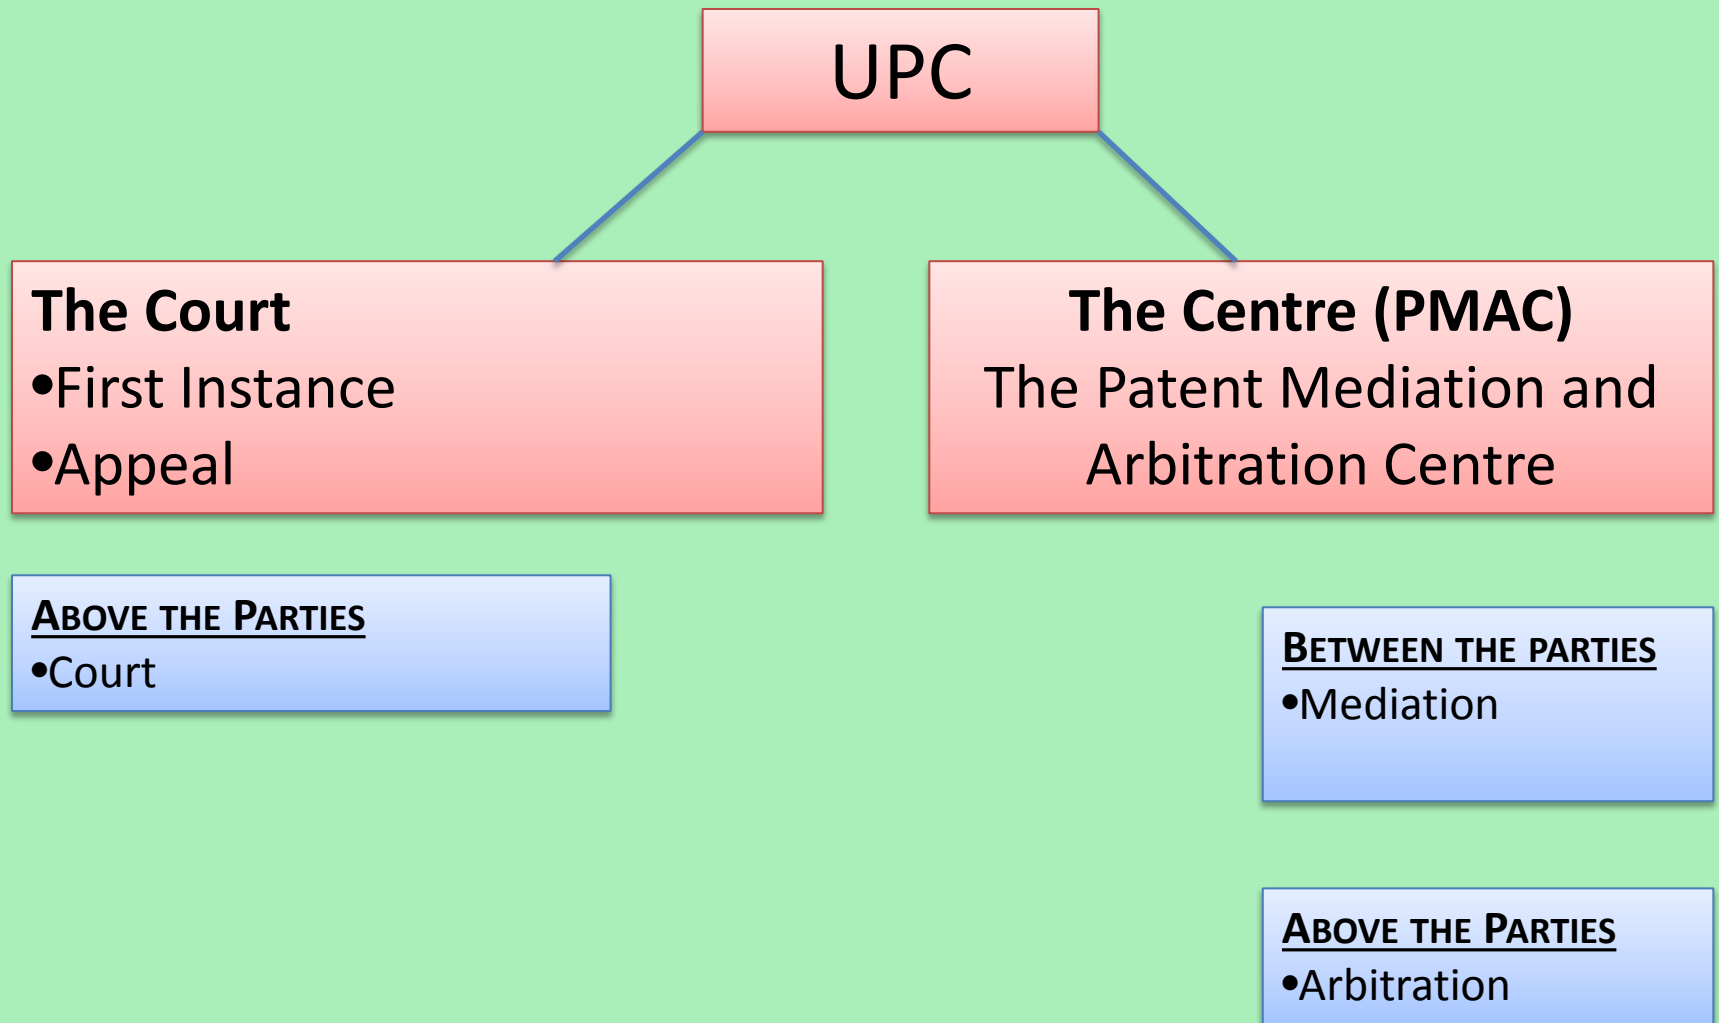 UPC
The Court
•First Instance
•Appeal
The Centre (PMAC)
The Patent Mediation and
Arbitration Centre
ABOVE THE PARTIES
•Court
BETWEEN THE PARTIES
•Mediation
ABOVE THE PARTIES
•Arbitration